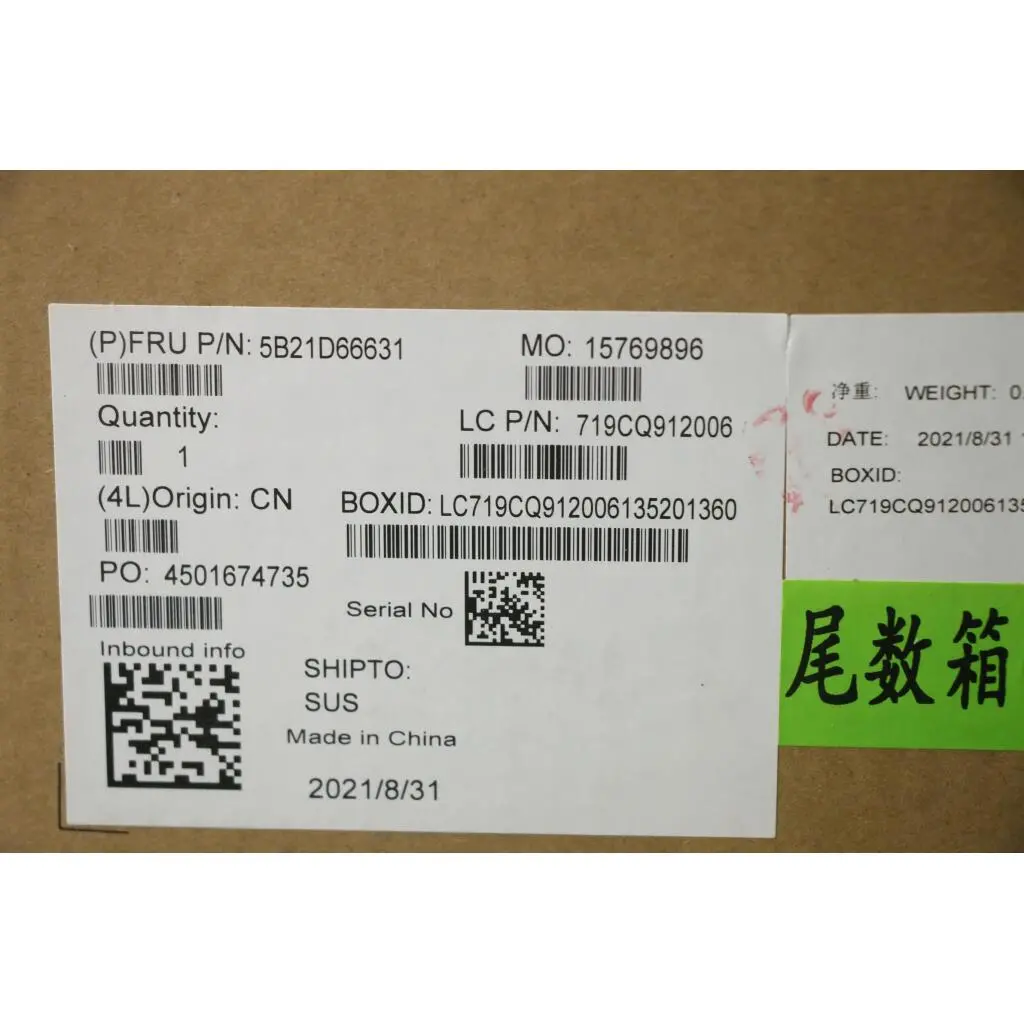 (P)FRU P/N: 5B21D66631
MO: 15769896
Quantity:
1
LC P/N: 719CQ912006
(4L)Origin: CN
BOXID: LC719CQ912006135201360
PO: 4501674735
Serial No
Inbound info
SHIPTO:
SUS
Made in China
2021/8/31
净重: WEIGHT: 0.
DATE: 2021/8/31
BOXID:
LC719CQ912006135
尾数箱